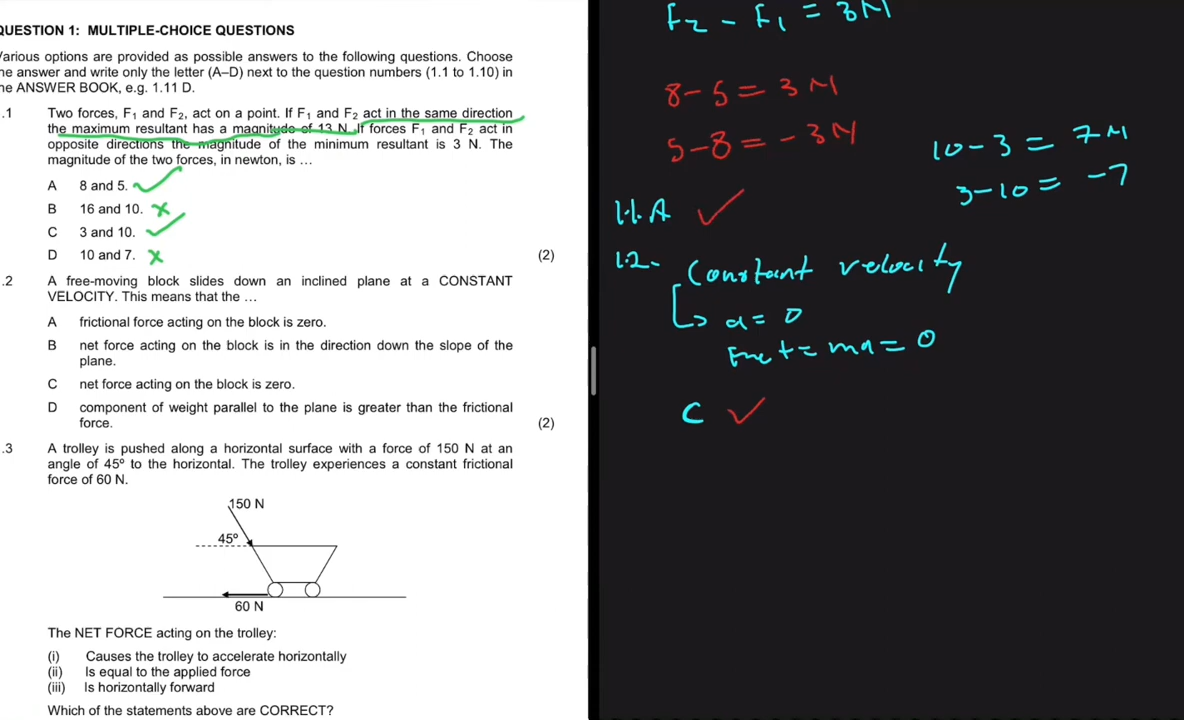 QUESTION 1: MULTIPLE-CHOICE QUESTIONS
Various options are provided as possible answers to the following questions. Choose
he answer and write only the letter (A–D) next to the question numbers (1.1 to 1.10) in
he ANSWER BOOK, e.g. 1.11 D.
.1 Two forces, F₁ and F₂, act on a point. If F₁ and F₂ act in the same direction
the maximum resultant has a magnitude of 13 N. If forces F₁ and F₂ act in
opposite directions the magnitude of the minimum resultant is 3 N. The
magnitude of the two forces, in newton, is …
A 8 and 5. ✓
B 16 and 10. ×
C 3 and 10. ✓
D 10 and 7. × (2)
.2 A free-moving block slides down an inclined plane at a CONSTANT
VELOCITY. This means that the …
A frictional force acting on the block is zero.
B net force acting on the block is in the direction down the slope of the
plane.
C net force acting on the block is zero.
D component of weight parallel to the plane is greater than the frictional
force. (2)
.3 A trolley is pushed along a horizontal surface with a force of 150 N at an
angle of 45º to the horizontal. The trolley experiences a constant frictional
force of 60 N.
150 N
45º
60 N
The NET FORCE acting on the trolley:
(i) Causes the trolley to accelerate horizontally
(ii) Is equal to the applied force
(iii) Is horizontally forward
Which of the statements above are CORRECT?
F₂ - F₁ = 3N
8-5 = 3N
5-8 = -3N
10-3 = 7N
3-10 = -7
1.1. A ✓
1.2- Constant velocity
↳ a = 0
Fnet = ma = 0
C ✓